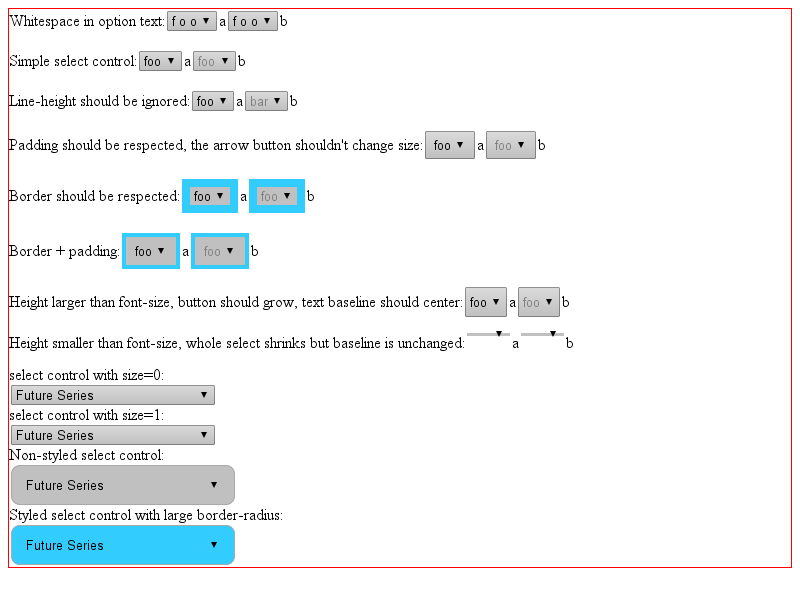 Whitespace in option text: f o o ▼ a f o o ▼ b
Simple select control: foo ▼ a foo ▼ b
Line-height should be ignored: foo ▼ a bar ▼ b
Padding should be respected, the arrow button shouldn't change size: foo ▼ a foo ▼ b
Border should be respected: foo ▼ a foo ▼ b
Border + padding: foo ▼ a foo ▼ b
Height larger than font-size, button should grow, text baseline should center: foo ▼ a foo ▼ b
Height smaller than font-size, whole select shrinks but baseline is unchanged: ▼ a ▼ b
select control with size=0:
Future Series ▼
select control with size=1:
Future Series ▼
Non-styled select control:
Future Series ▼
Styled select control with large border-radius:
Future Series ▼